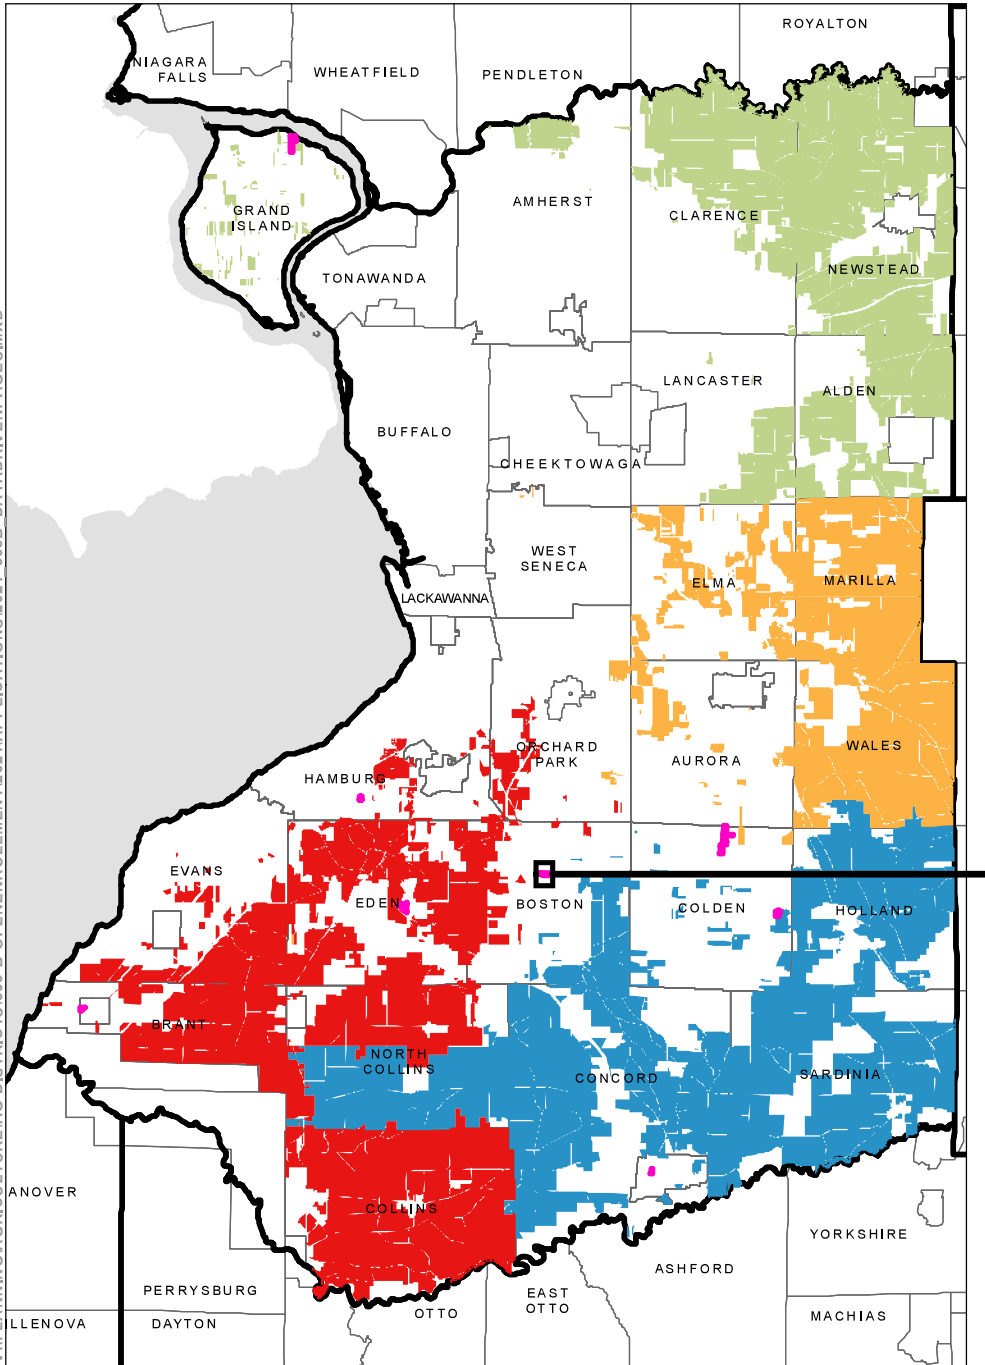 ROYALTON
NIAGARA
FALLS
WHEATFIELD
PENDLETON
AMHERST
CLARENCE
GRAND
ISLAND
NEWSTEAD
TONAWANDA
LANCASTER
ALDEN
BUFFALO
CHEEKTOWAGA
WEST
SENECA
ELMA
MARILLA
LACKAWANNA
ORCHARD
PARK
WALES
AURORA
HAMBURG
EVANS
EDEN
BOSTON
COLDEN
HOLLAND
BRANT
NORTH
COLLINS
CONCORD
SARDINIA
ANOVER
COLLINS
YORKSHIRE
ASHFORD
PERRYSBURG
EAST
OTTO
OTTO
MACHIAS
LLENOVA
DAYTON